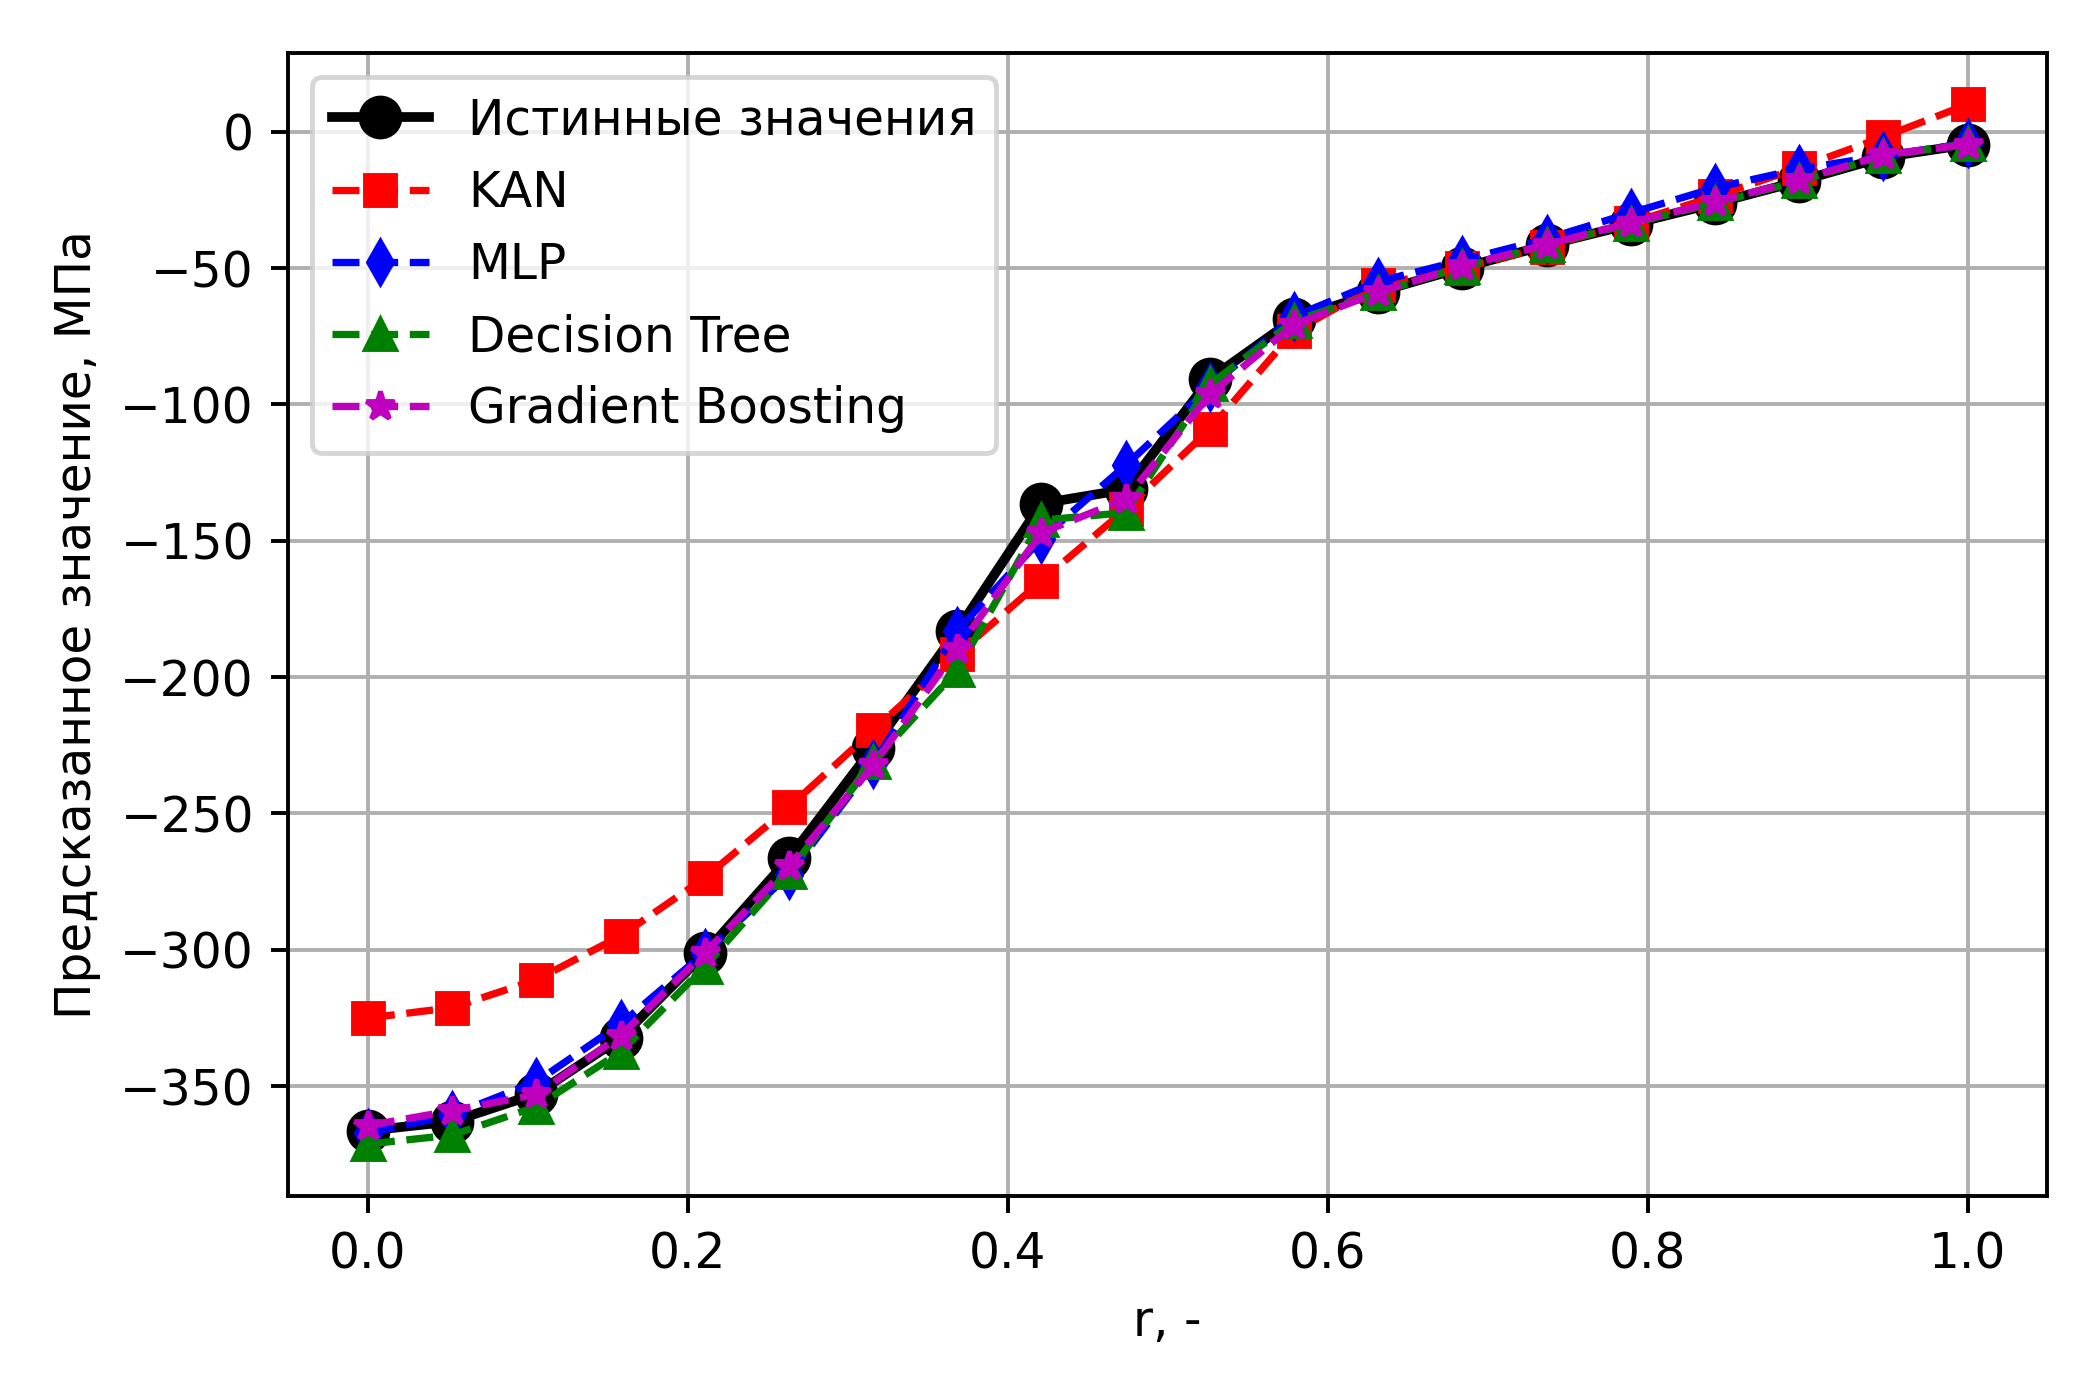 Истинные значения
KAN
MLP
Decision Tree
Gradient Boosting
Предсказанное значение, МПа
0
−50
−100
−150
−200
−250
−300
−350
0.0 0.2 0.4 0.6 0.8 1.0
r, -